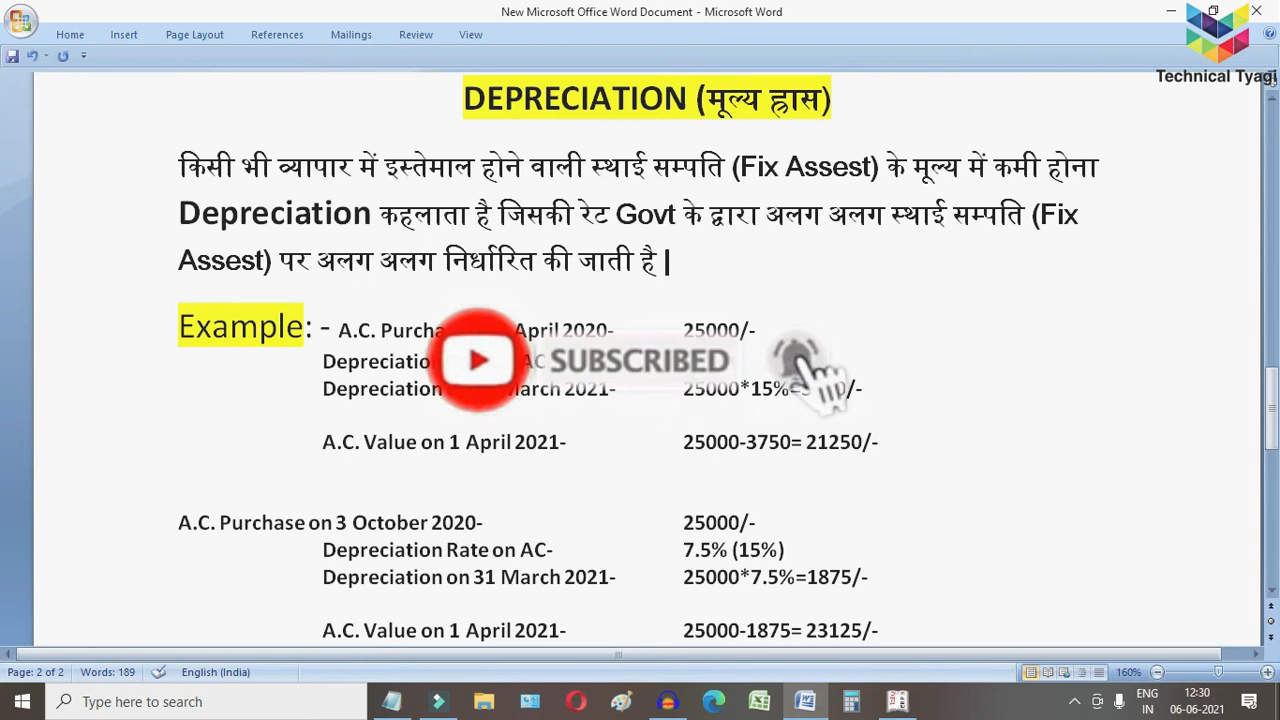 New Microsoft Office Word Document - Microsoft Word
Home Insert Page Layout References Mailings Review View
Technical Tyagi
DEPRECIATION (मूल्य ह्रास)
किसी भी व्यापार में इस्तेमाल होने वाली स्थाई सम्पति (Fix Assest) के मूल्य में कमी होना
Depreciation कहलाता है जिसकी रेट Govt के द्वारा अलग अलग स्थाई सम्पति (Fix
Assest) पर अलग अलग निर्धारित की जाती है |
Example: - A.C. April 2020- 25000/-
Depreciation
SUBSCRIBED
Depreciation March 2021- 25000*15%=
A.C. Value on 1 April 2021- 25000-3750= 21250/-
A.C. Purchase on 3 October 2020- 25000/-
Depreciation Rate on AC- 7.5% (15%)
Depreciation on 31 March 2021- 25000*7.5%=1875/-
A.C. Value on 1 April 2021- 25000-1875= 23125/-
Page: 2 of 2 Words: 189 English (India) 160%
Type here to search ENG 12:30
IN 06-06-2021